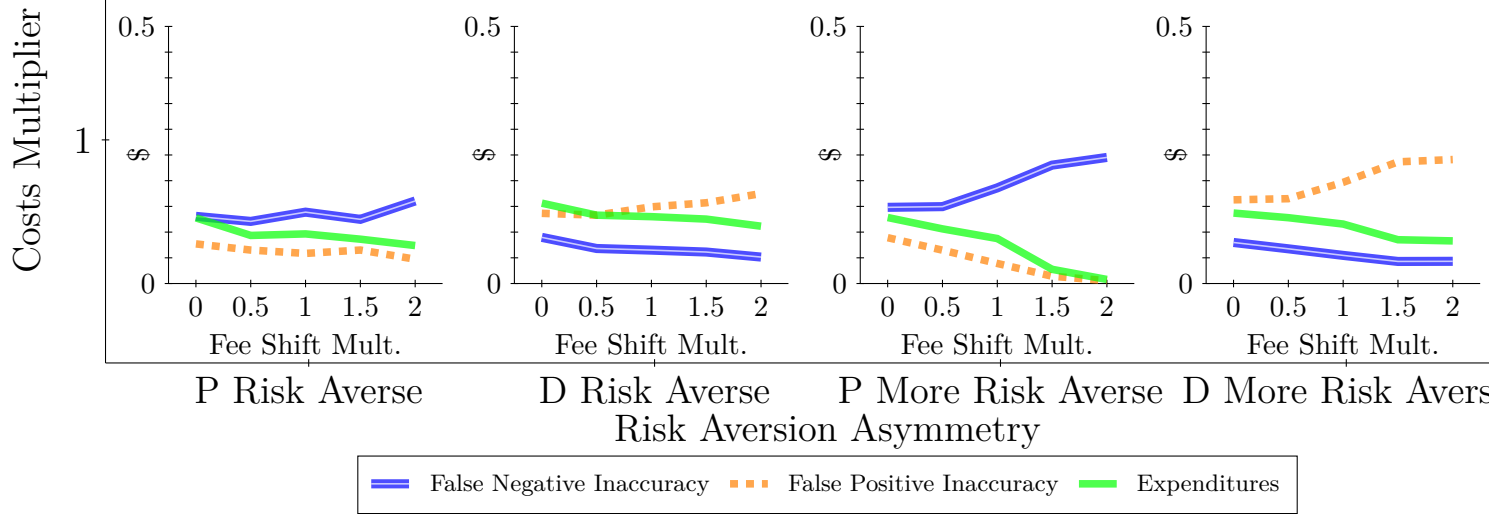 Costs Multiplier
1
0.5
$
0
0 0.5 1 1.5 2
Fee Shift Mult.
0.5
$
0
0 0.5 1 1.5 2
Fee Shift Mult.
0.5
$
0
0 0.5 1 1.5 2
Fee Shift Mult.
0.5
$
0
0 0.5 1 1.5 2
Fee Shift Mult.
P Risk Averse D Risk Averse P More Risk Averse D More Risk Avers
Risk Aversion Asymmetry
False Negative Inaccuracy False Positive Inaccuracy Expenditures